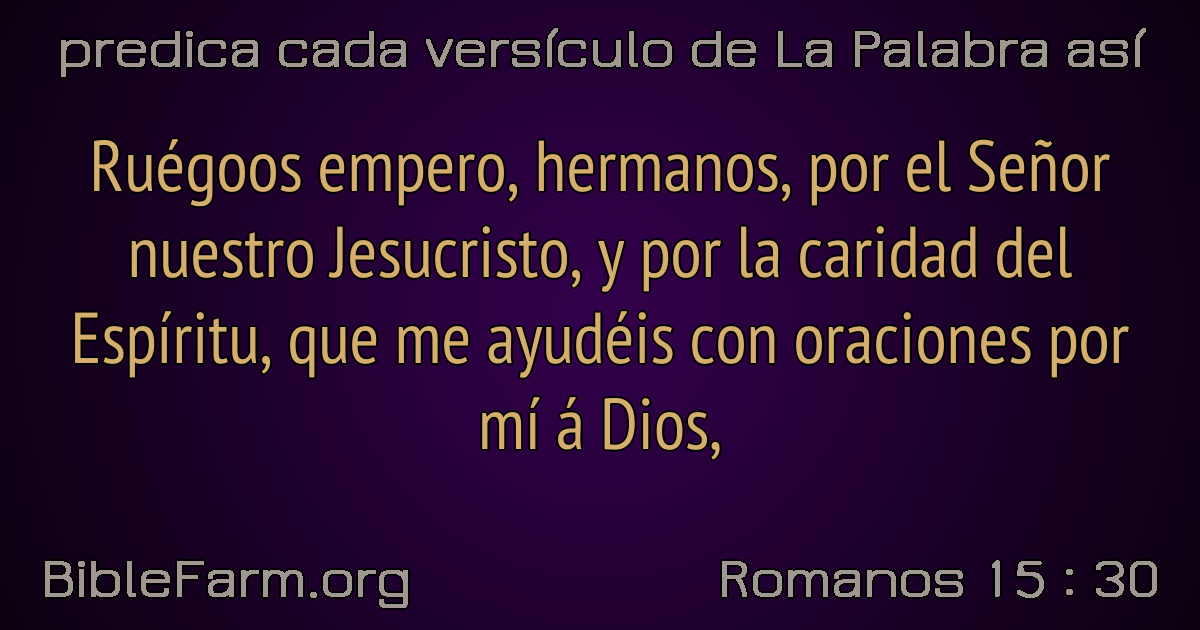 predica cada versículo de La Palabra así
Ruégoos empero, hermanos, por el Señor
nuestro Jesucristo, y por la caridad del
Espíritu, que me ayudéis con oraciones por
mí á Dios,
BibleFarm.org
Romanos 15 : 30